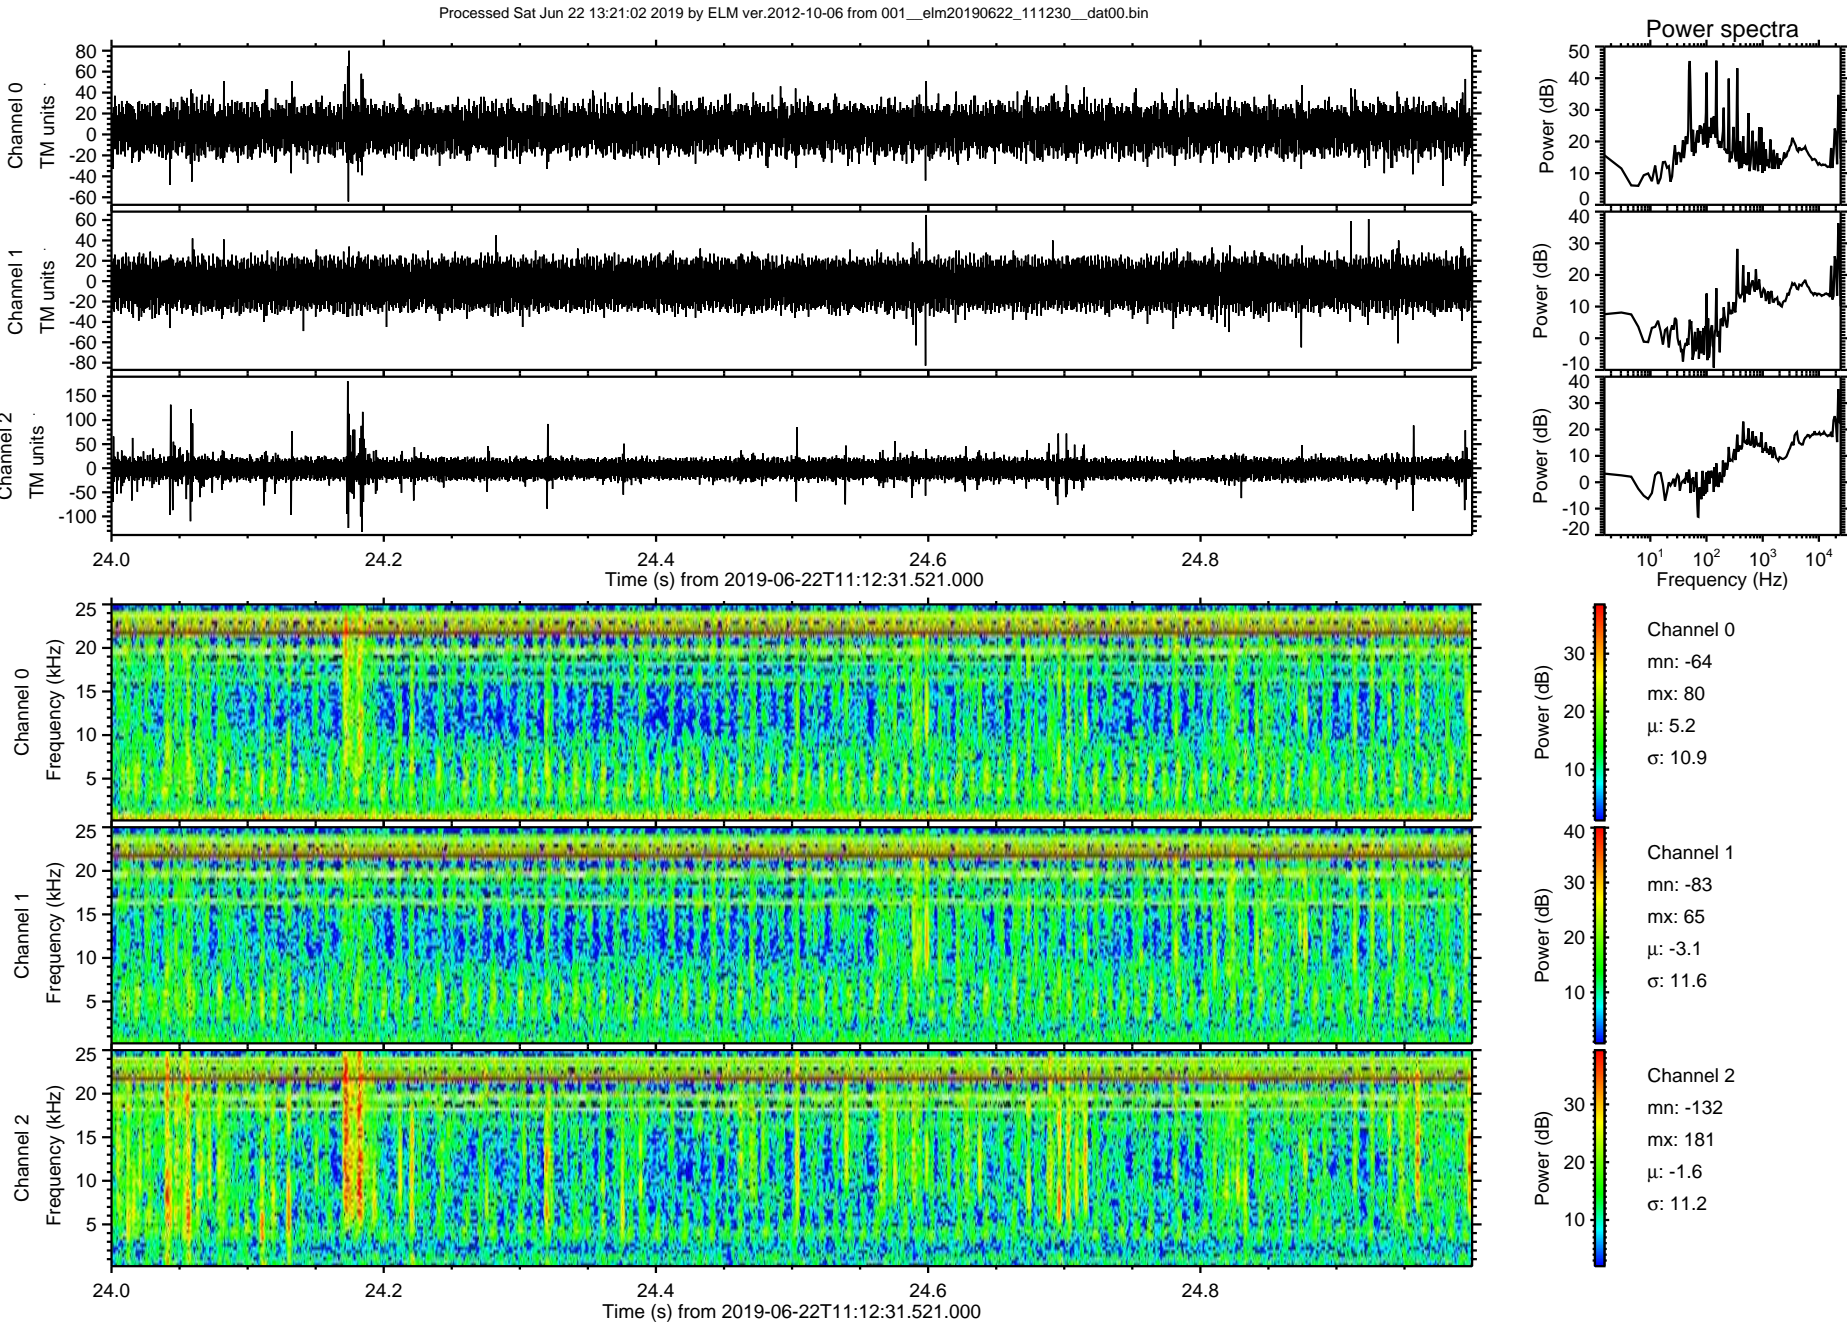 Processed Sat Jun 22 13:21:02 2019 by ELM ver.2012-10-06 from 001__elm20190622_111230__dat00.bin
Power spectra
Channel 0
TM units
80
60
40
20
0
-20
-40
-60
Power (dB)
50
40
30
20
10
0
Channel 1
TM units
60
40
20
0
-20
-40
-60
-80
Power (dB)
40
30
20
10
0
-10
Channel 2
TM units
150
100
50
0
-50
-100
Power (dB)
40
30
20
10
0
-10
-20
24.0 24.2 24.4 24.6 24.8
Time (s) from 2019-06-22T11:12:31.521.000
10^1 10^2 10^3 10^4
Frequency (Hz)
Channel 0
Frequency (kHz)
25
20
15
10
5
Power (dB)
30
20
10
Channel 0
mn: -64
mx: 80
μ: 5.2
σ: 10.9
Channel 1
Frequency (kHz)
25
20
15
10
5
Power (dB)
40
30
20
10
Channel 1
mn: -83
mx: 65
μ: -3.1
σ: 11.6
Channel 2
Frequency (kHz)
25
20
15
10
5
Power (dB)
30
20
10
Channel 2
mn: -132
mx: 181
μ: -1.6
σ: 11.2
24.0 24.2 24.4 24.6 24.8
Time (s) from 2019-06-22T11:12:31.521.000